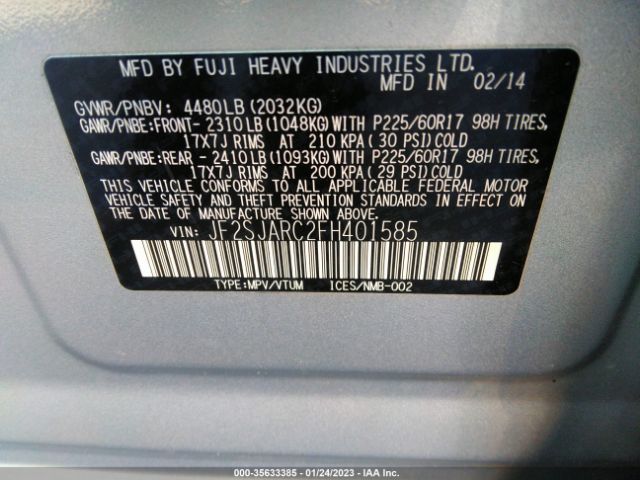 MFD BY FUJI HEAVY INDUSTRIES LTD.
MFD IN 02/14
GVWR/PNBV: 4480LB (2032KG)
GAWR/PNBE:FRONT- 2310LB (1048KG) WITH P225/60R17 98H TIRES,
17X7J RIMS AT 210 KPA (30 PSI) COLD
GAWR/PNBE:REAR - 2410LB (1093KG) WITH P225/60R17 98H TIRES,
17X7J RIMS AT 200 KPA (29 PSI) COLD
THIS VEHICLE CONFORMS TO ALL APPLICABLE FEDERAL MOTOR
VEHICLE SAFETY AND THEFT PREVENTION STANDARDS IN EFFECT
ON THE DATE OF MANUFACTURE SHOWN ABOVE.
VIN: JF2SJARC2FH401585
TYPE:MPV/VTUM ICES/NMB-002
000-35633385 - 01/24/2023 - IAA Inc.